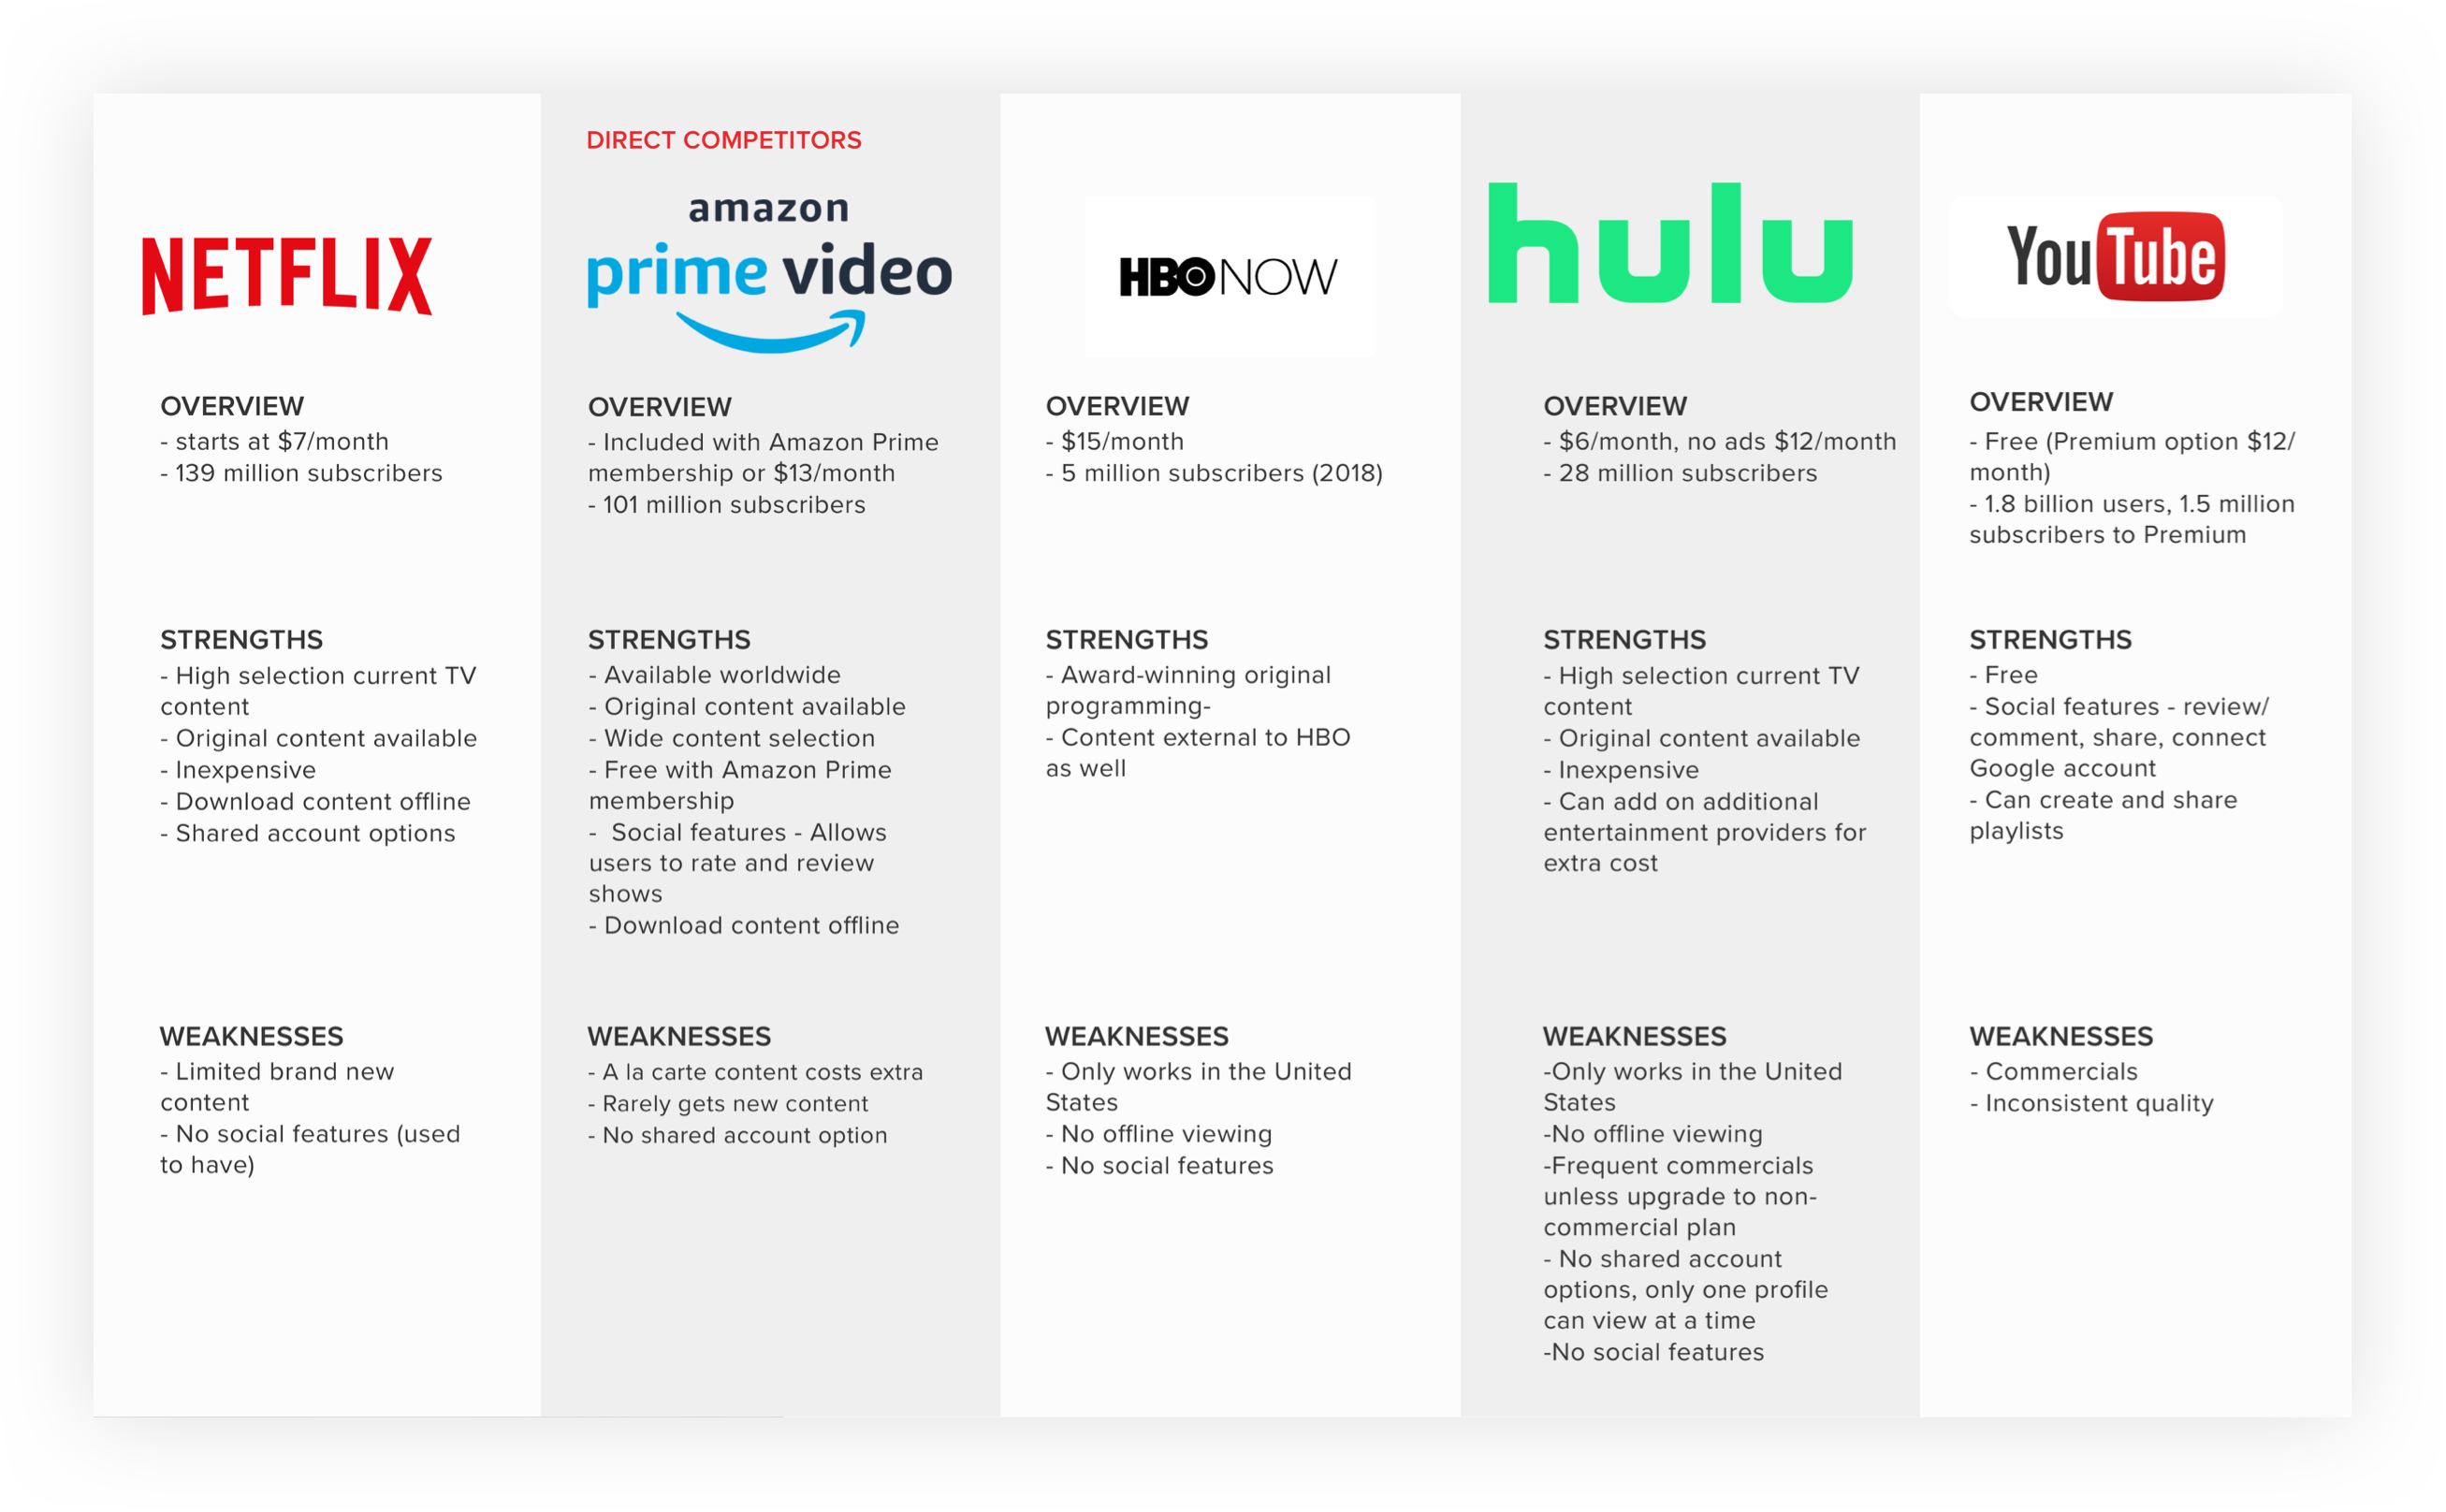 NETFLIX
OVERVIEW
- starts at $7/month
- 139 million subscribers
STRENGTHS
- High selection current TV
content
- Original content available
- Inexpensive
- Download content offline
- Shared account options
WEAKNESSES
- Limited brand new
content
- No social features (used
to have)
DIRECT COMPETITORS
amazon
prime video
OVERVIEW
- Included with Amazon Prime
membership or $13/month
- 101 million subscribers
STRENGTHS
- Available worldwide
- Original content available
- Wide content selection
- Free with Amazon Prime
membership
- Social features - Allows
users to rate and review
shows
- Download content offline
WEAKNESSES
- A la carte content costs extra
- Rarely gets new content
- No shared account option
HBO NOW
OVERVIEW
- $15/month
- 5 million subscribers (2018)
STRENGTHS
- Award-winning original
programming-
- Content external to HBO
as well
WEAKNESSES
- Only works in the United
States
- No offline viewing
- No social features
hulu
OVERVIEW
- $6/month, no ads $12/month
- 28 million subscribers
STRENGTHS
- High selection current TV
content
- Original content available
- Inexpensive
- Can add on additional
entertainment providers for
extra cost
WEAKNESSES
-Only works in the United
States
-No offline viewing
-Frequent commercials
unless upgrade to non-
commercial plan
- No shared account
options, only one profile
can view at a time
-No social features
YouTube
OVERVIEW
- Free (Premium option $12/
month)
- 1.8 billion users, 1.5 million
subscribers to Premium
STRENGTHS
- Free
- Social features - review/
comment, share, connect
Google account
- Can create and share
playlists
WEAKNESSES
- Commercials
- Inconsistent quality